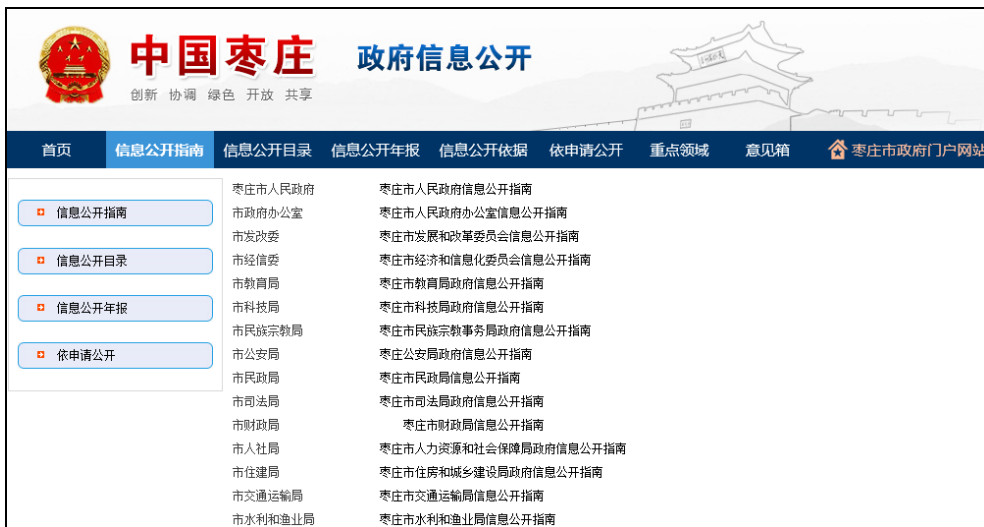 中国枣庄
政府信息公开
创新 协调 绿色 开放 共享
首页 信息公开指南 信息公开目录 信息公开年报 信息公开依据 依申请公开 重点领域 意见箱 枣庄市政府门户网站
信息公开指南
信息公开目录
信息公开年报
依申请公开
枣庄市人民政府 枣庄市人民政府信息公开指南
市政府办公室 枣庄市人民政府办公室信息公开指南
市发改委 枣庄市发展和改革委员会信息公开指南
市经信委 枣庄市经济和信息化委员会信息公开指南
市教育局 枣庄市教育局政府信息公开指南
市科技局 枣庄市科技局政府信息公开指南
市民族宗教局 枣庄市民族宗教事务局政府信息公开指南
市公安局 枣庄公安局政府信息公开指南
市民政局 枣庄市民政局信息公开指南
市司法局 枣庄市司法局政府信息公开指南
市财政局 枣庄市财政局信息公开指南
市人社局 枣庄市人力资源和社会保障局政府信息公开指南
市住建局 枣庄市住房和城乡建设局政府信息公开指南
市交通运输局 枣庄市交通运输局信息公开指南
市水利和渔业局 枣庄市水利和渔业局信息公开指南